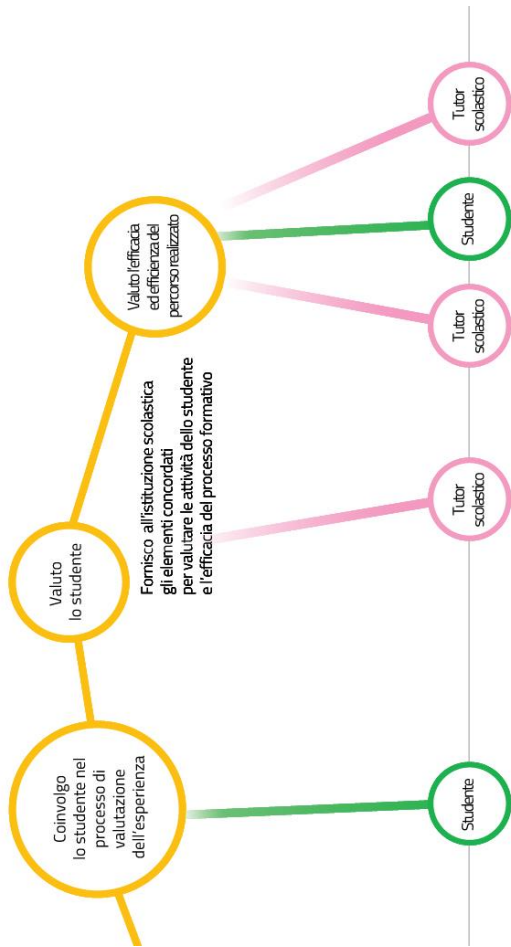 Coinvolgo
lo studente nel
processo di
valutazione
dell'esperienza
Valuto
lo studente
Fornisco all'istituzione scolastica
gli elementi concordati
per valutare le attività dello studente
e l'efficacia del processo formativo
Valuto l'efficacia
ed efficienza del
percorso realizzato
Studente
Tutor
scolastico
Tutor
scolastico
Studente
Tutor
scolastico